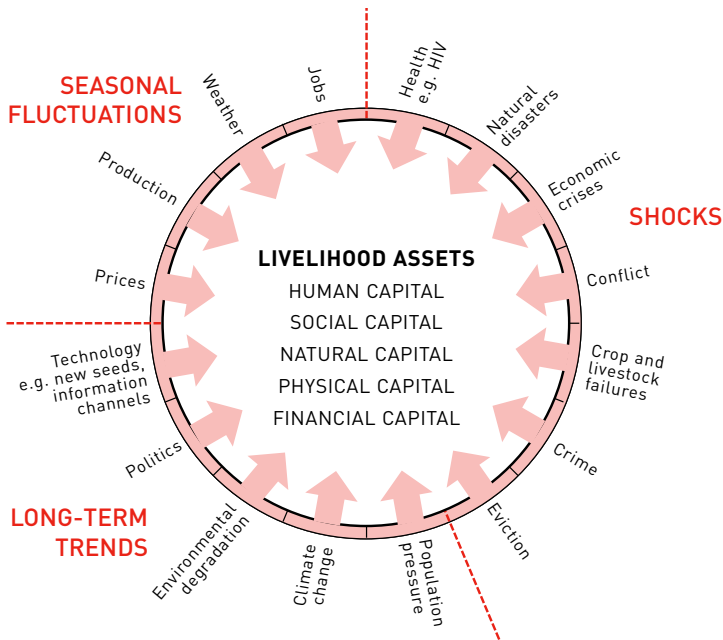 SEASONAL
FLUCTUATIONS
Weather
Jobs
Health
e.g. HIV
Natural
disasters
Economic
crises
SHOCKS
Production
Prices
Conflict
LIVELIHOOD ASSETS
HUMAN CAPITAL
SOCIAL CAPITAL
NATURAL CAPITAL
PHYSICAL CAPITAL
FINANCIAL CAPITAL
Technology
e.g. new seeds,
information
channels
Crop and
livestock
failures
Politics
Crime
LONG-TERM
TRENDS
Environmental
degradation
Climate
change
Population
pressure
Eviction